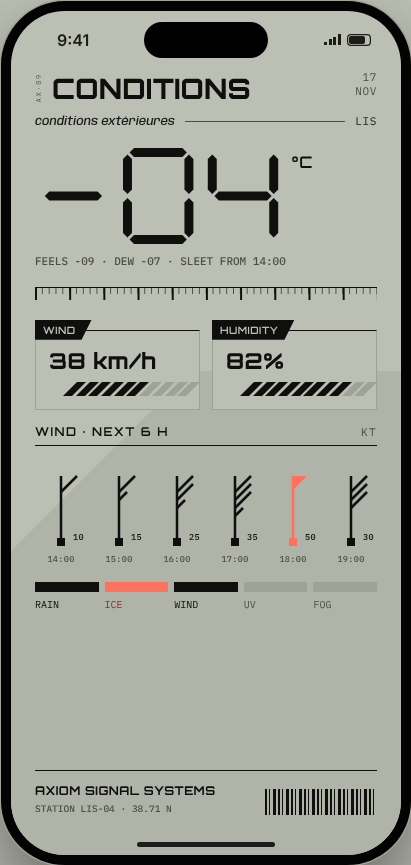 9:41
AX-09
CONDITIONS
17
NOV
conditions extérieures
LIS
-04 °C
FEELS -09 · DEW -07 · SLEET FROM 14:00
WIND
38 km/h
HUMIDITY
82%
WIND · NEXT 6 H
KT
10 15 25 35 50 30
14:00 15:00 16:00 17:00 18:00 19:00
RAIN ICE WIND UV FOG
AXIOM SIGNAL SYSTEMS
STATION LIS-04 · 38.71 N